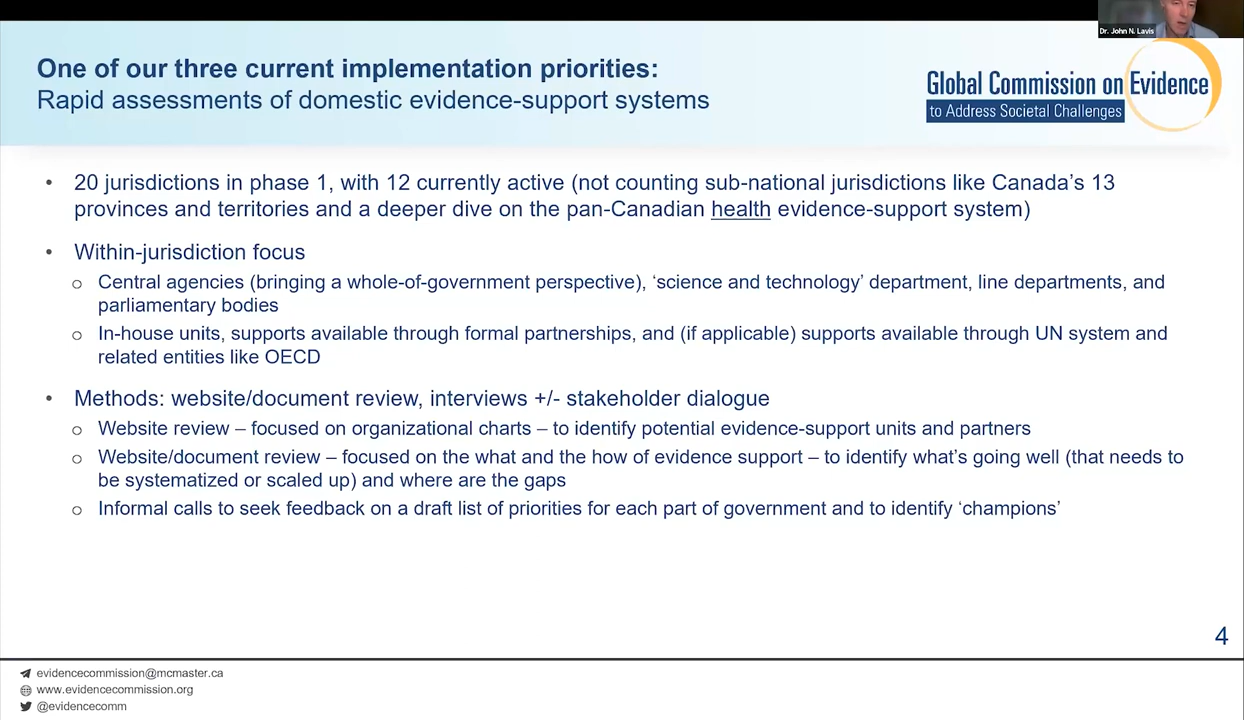 Dr. John N. Lavis
One of our three current implementation priorities:
Rapid assessments of domestic evidence-support systems
Global Commission on Evidence
to Address Societal Challenges
• 20 jurisdictions in phase 1, with 12 currently active (not counting sub-national jurisdictions like Canada’s 13
provinces and territories and a deeper dive on the pan-Canadian health evidence-support system)
• Within-jurisdiction focus
o Central agencies (bringing a whole-of-government perspective), ‘science and technology’ department, line departments, and
parliamentary bodies
o In-house units, supports available through formal partnerships, and (if applicable) supports available through UN system and
related entities like OECD
• Methods: website/document review, interviews +/- stakeholder dialogue
o Website review – focused on organizational charts – to identify potential evidence-support units and partners
o Website/document review – focused on the what and the how of evidence support – to identify what’s going well (that needs to
be systematized or scaled up) and where are the gaps
o Informal calls to seek feedback on a draft list of priorities for each part of government and to identify ‘champions’
4
evidencecommission@mcmaster.ca
www.evidencecommission.org
@evidencecomm